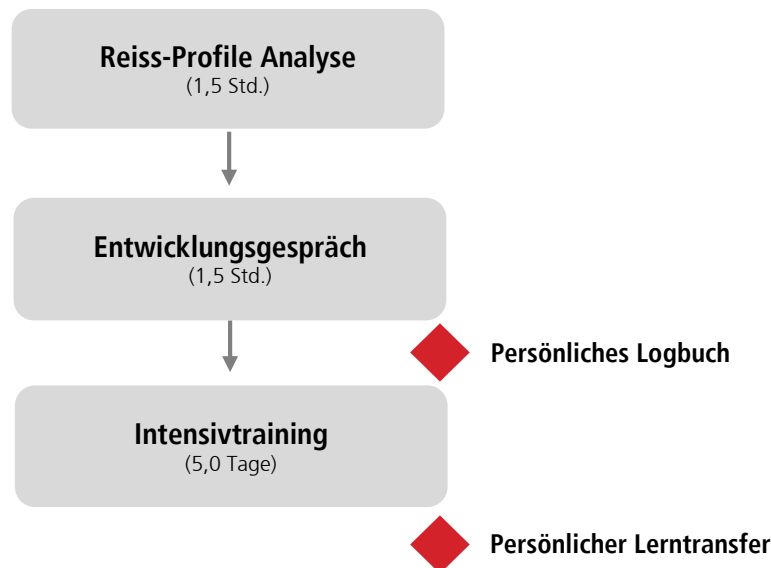 Reiss-Profile Analyse
(1,5 Std.)
Entwicklungsgespräch
(1,5 Std.)
Persönliches Logbuch
Intensivtraining
(5,0 Tage)
Persönlicher Lerntransfer